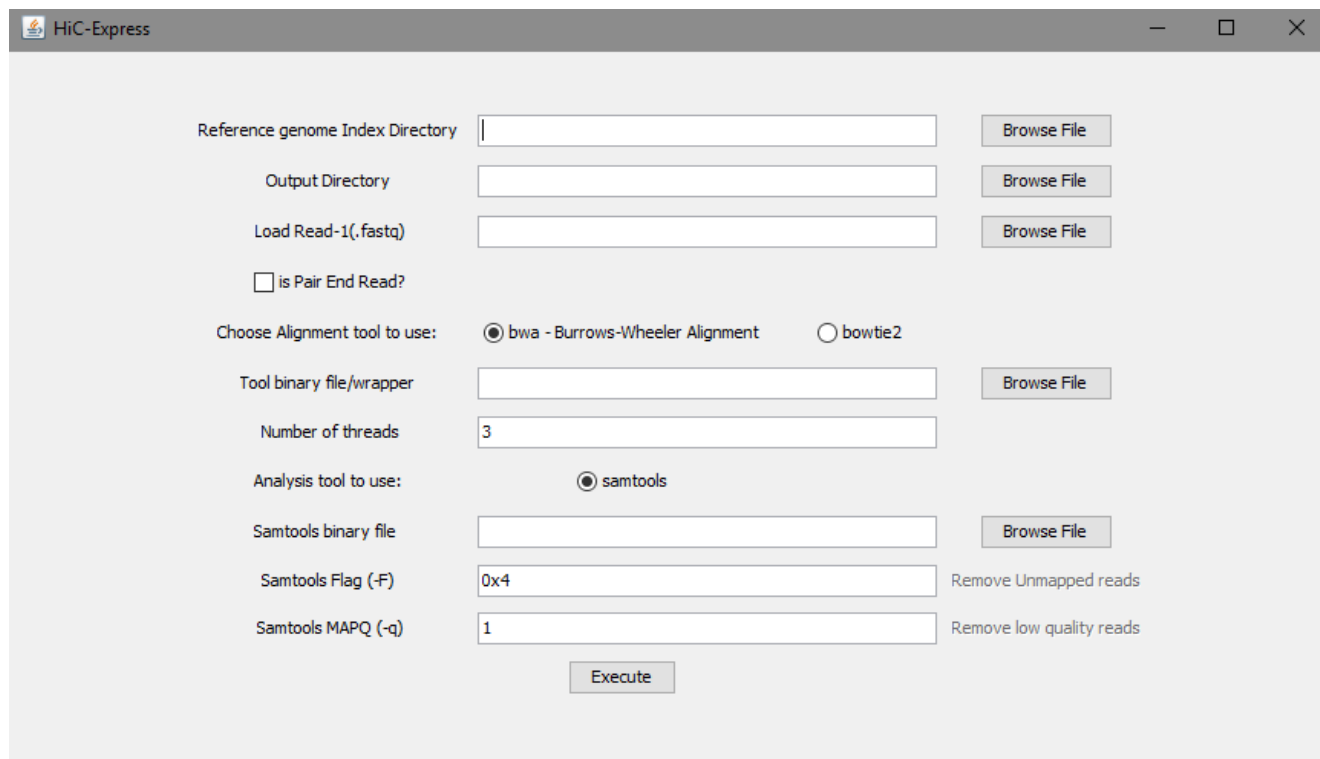 HiC-Express
Reference genome Index Directory Browse File
Output Directory Browse File
Load Read-1(.fastq) Browse File
is Pair End Read?
Choose Alignment tool to use: bwa - Burrows-Wheeler Alignment bowtie2
Tool binary file/wrapper Browse File
Number of threads 3
Analysis tool to use: samtools
Samtools binary file Browse File
Samtools Flag (-F) 0x4 Remove Unmapped reads
Samtools MAPQ (-q) 1 Remove low quality reads
Execute